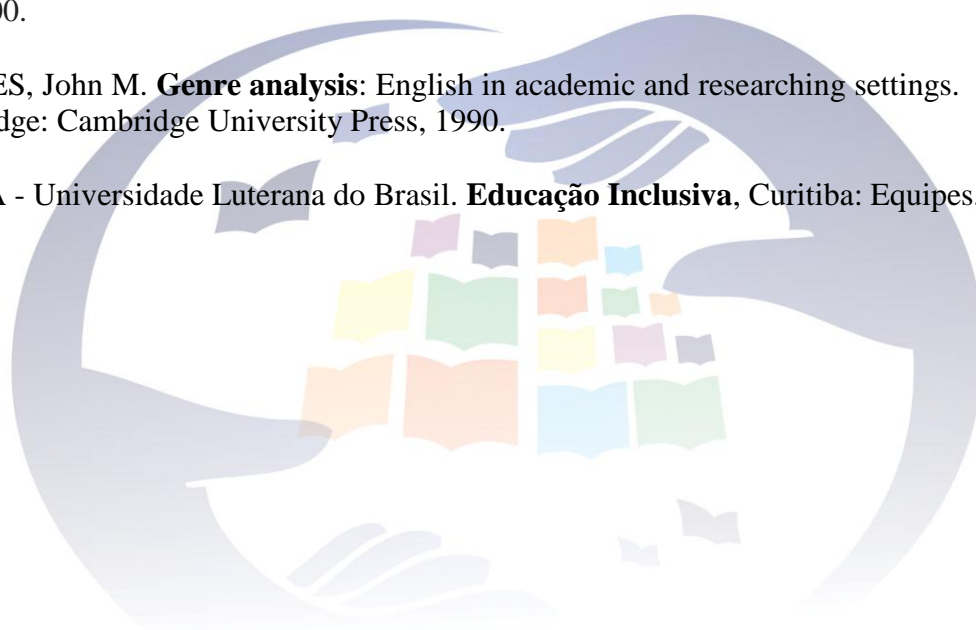 00.
ES, John M. Genre analysis: English in academic and researching settings.
dge: Cambridge University Press, 1990.
A - Universidade Luterana do Brasil. Educação Inclusiva, Curitiba: Equipes.